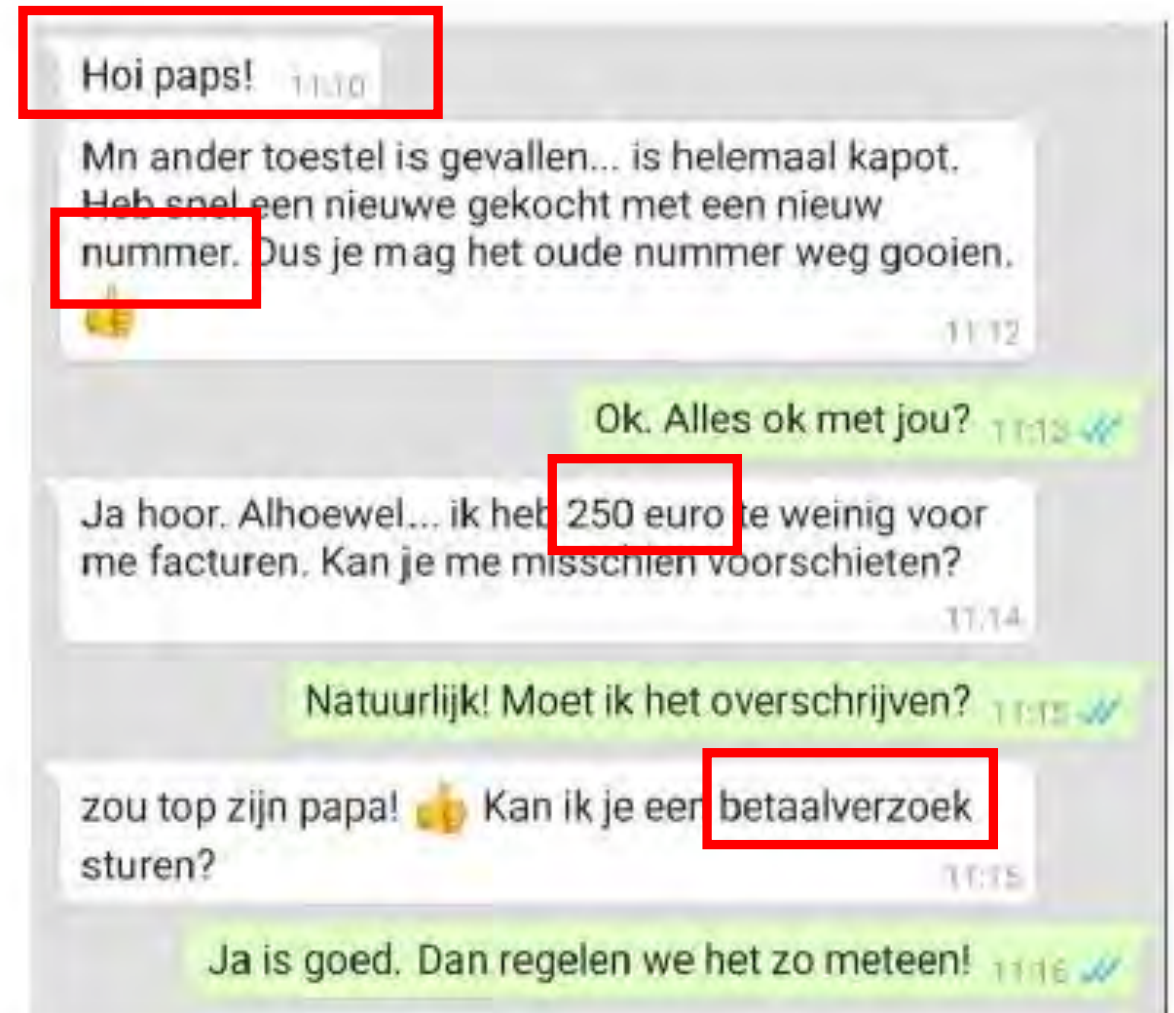 Hoi paps! 11:10
Mn ander toestel is gevallen... is helemaal kapot.
Heb snel een nieuwe gekocht met een nieuw
nummer. Dus je mag het oude nummer weg gooien.
👍 11:12
Ok. Alles ok met jou? 11:13
Ja hoor. Alhoewel... ik heb 250 euro te weinig voor
me facturen. Kan je me misschien voorschieten?
11:14
Natuurlijk! Moet ik het overschrijven? 11:15
zou top zijn papa! 👍 Kan ik je een betaalverzoek
sturen? 11:15
Ja is goed. Dan regelen we het zo meteen! 11:16